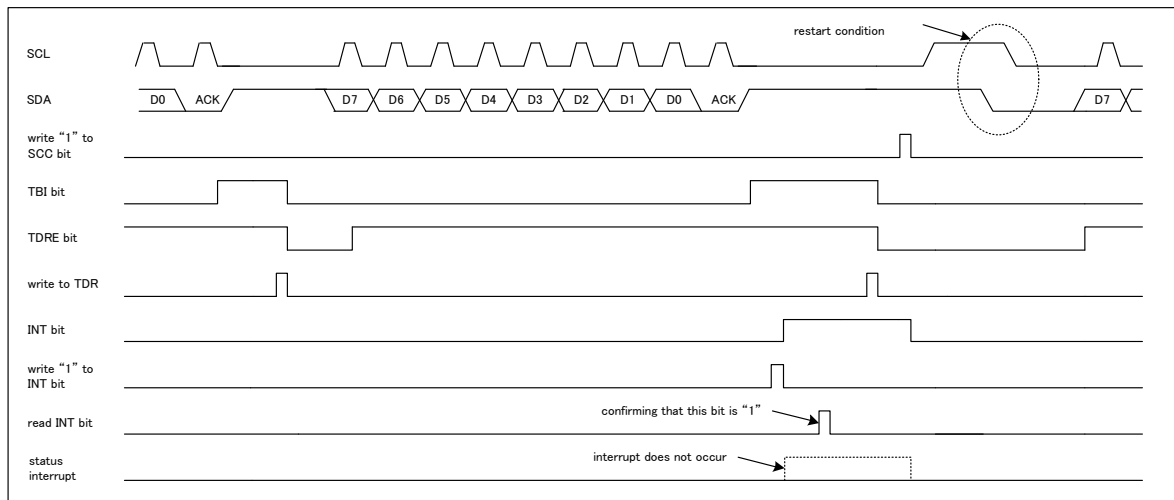 restart condition
SCL
SDA
D0 ACK D7 D6 D5 D4 D3 D2 D1 D0 ACK D7
write “1” to
SCC bit
TBI bit
TDRE bit
write to TDR
INT bit
write “1” to
INT bit
read INT bit
confirming that this bit is “1”
status
interrupt
interrupt does not occur